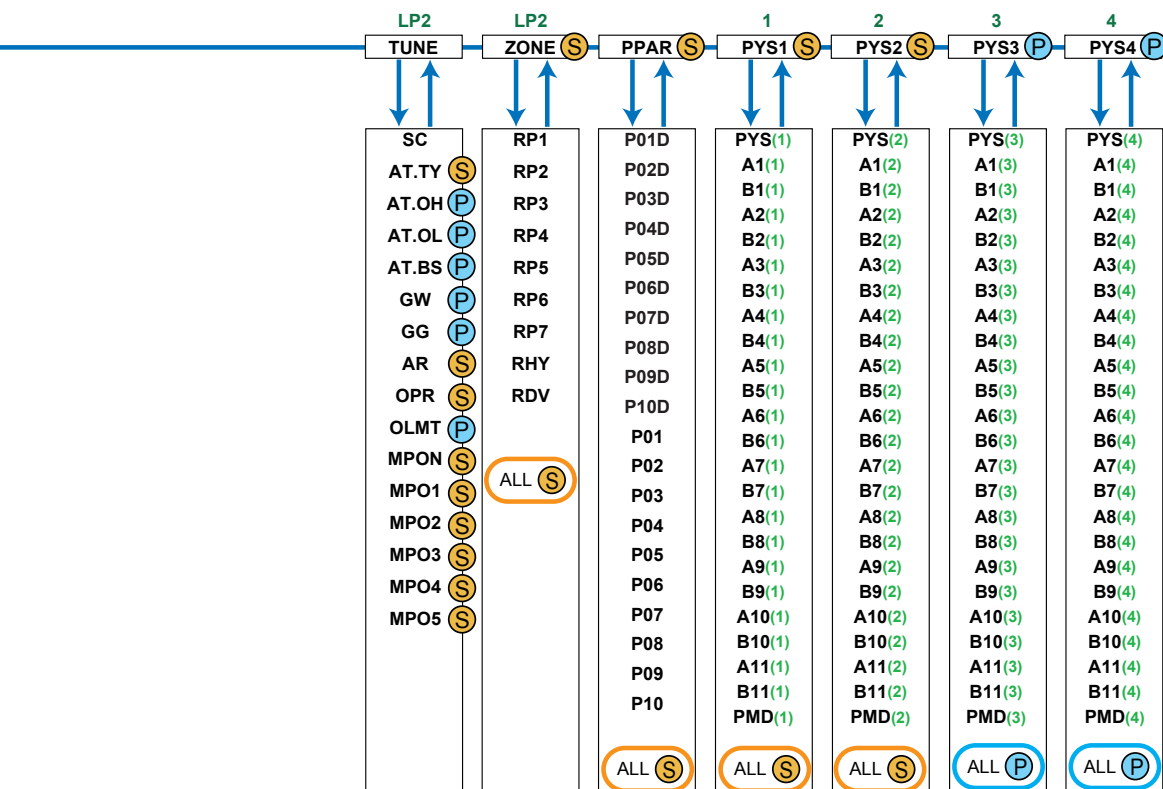 LP2 LP2 1 2 3 4
TUNE ZONE S PPAR S PYS1 S PYS2 S PYS3 P PYS4 P
SC
AT.TY S
AT.OH P
AT.OL P
AT.BS P
GW P
GG P
AR S
OPR S
OLMT P
MPON S
MPO1 S
MPO2 S
MPO3 S
MPO4 S
MPO5 S
RP1
RP2
RP3
RP4
RP5
RP6
RP7
RHY
RDV
ALL S
P01D
P02D
P03D
P04D
P05D
P06D
P07D
P08D
P09D
P10D
P01
P02
P03
P04
P05
P06
P07
P08
P09
P10
ALL S
PYS(1)
A1(1)
B1(1)
A2(1)
B2(1)
A3(1)
B3(1)
A4(1)
B4(1)
A5(1)
B5(1)
A6(1)
B6(1)
A7(1)
B7(1)
A8(1)
B8(1)
A9(1)
B9(1)
A10(1)
B10(1)
A11(1)
B11(1)
PMD(1)
ALL S
PYS(2)
A1(2)
B1(2)
A2(2)
B2(2)
A3(2)
B3(2)
A4(2)
B4(2)
A5(2)
B5(2)
A6(2)
B6(2)
A7(2)
B7(2)
A8(2)
B8(2)
A9(2)
B9(2)
A10(2)
B10(2)
A11(2)
B11(2)
PMD(2)
ALL S
PYS(3)
A1(3)
B1(3)
A2(3)
B2(3)
A3(3)
B3(3)
A4(3)
B4(3)
A5(3)
B5(3)
A6(3)
B6(3)
A7(3)
B7(3)
A8(3)
B8(3)
A9(3)
B9(3)
A10(3)
B10(3)
A11(3)
B11(3)
PMD(3)
ALL P
PYS(4)
A1(4)
B1(4)
A2(4)
B2(4)
A3(4)
B3(4)
A4(4)
B4(4)
A5(4)
B5(4)
A6(4)
B6(4)
A7(4)
B7(4)
A8(4)
B8(4)
A9(4)
B9(4)
A10(4)
B10(4)
A11(4)
B11(4)
PMD(4)
ALL P